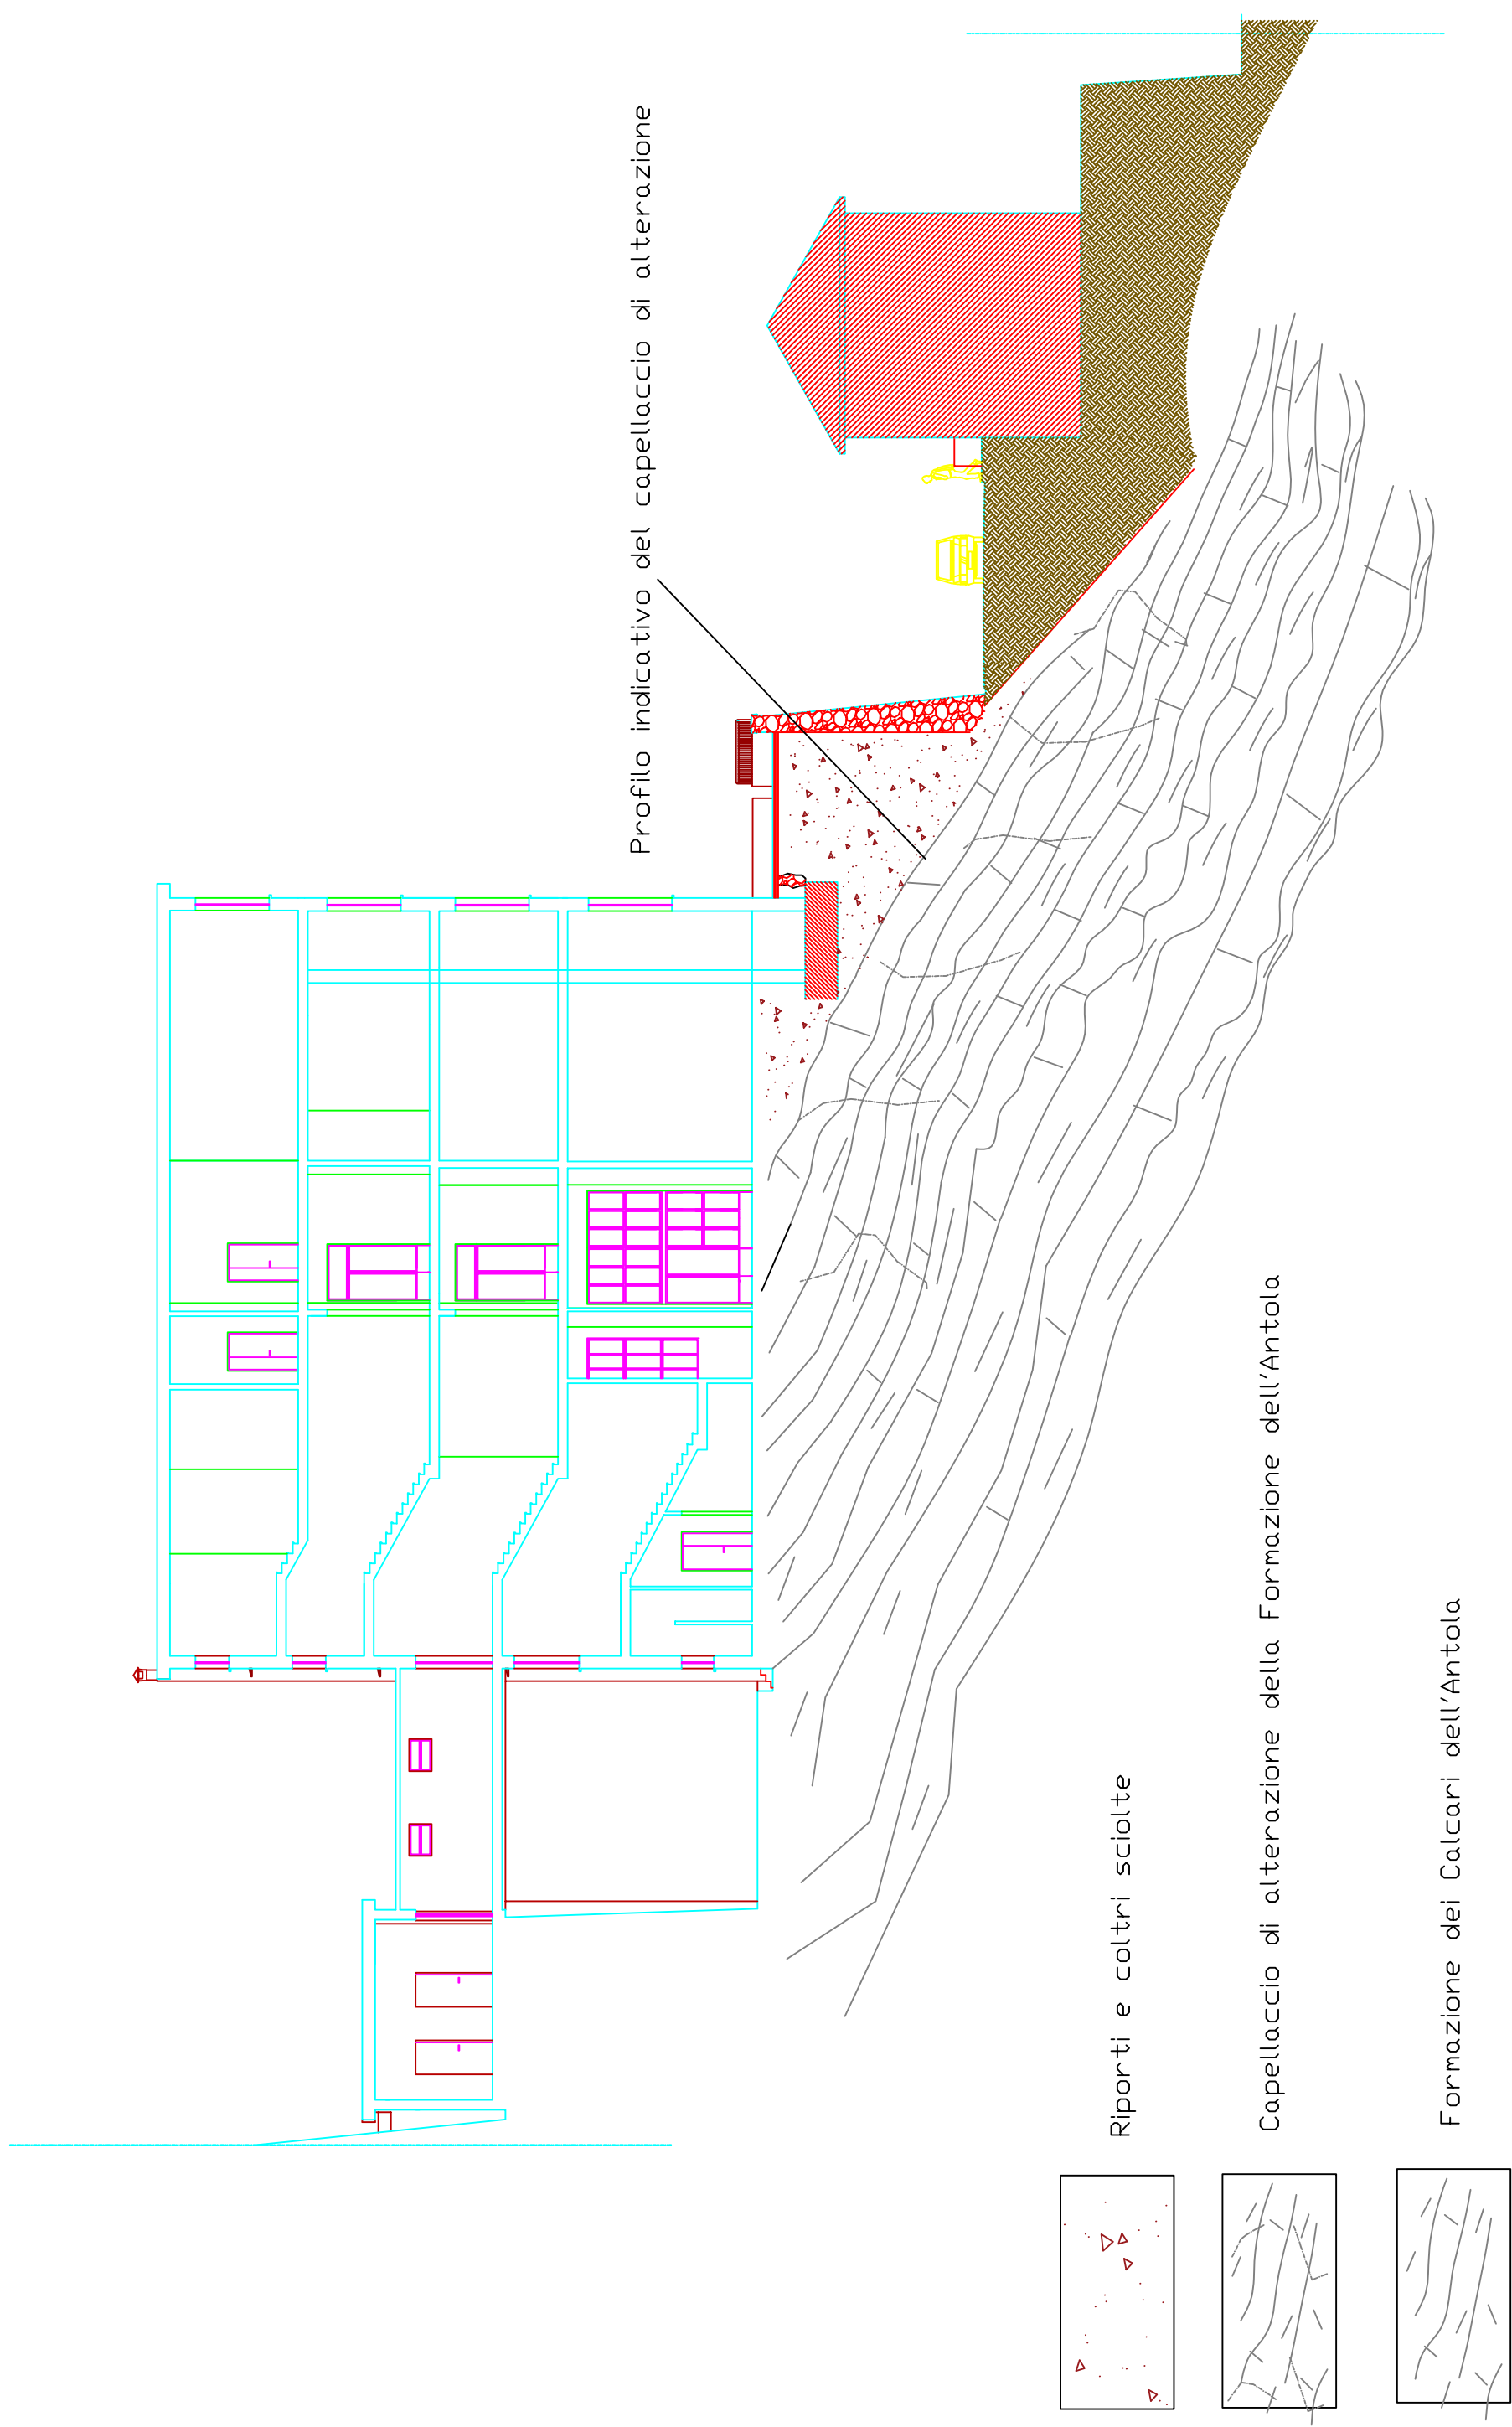 Profilo indicativo del capellaccio di alterazione
Riporti e coltri sciolte
Capellaccio di alterazione della Formazione dell'Antola
Formazione dei Calcari dell'Antola